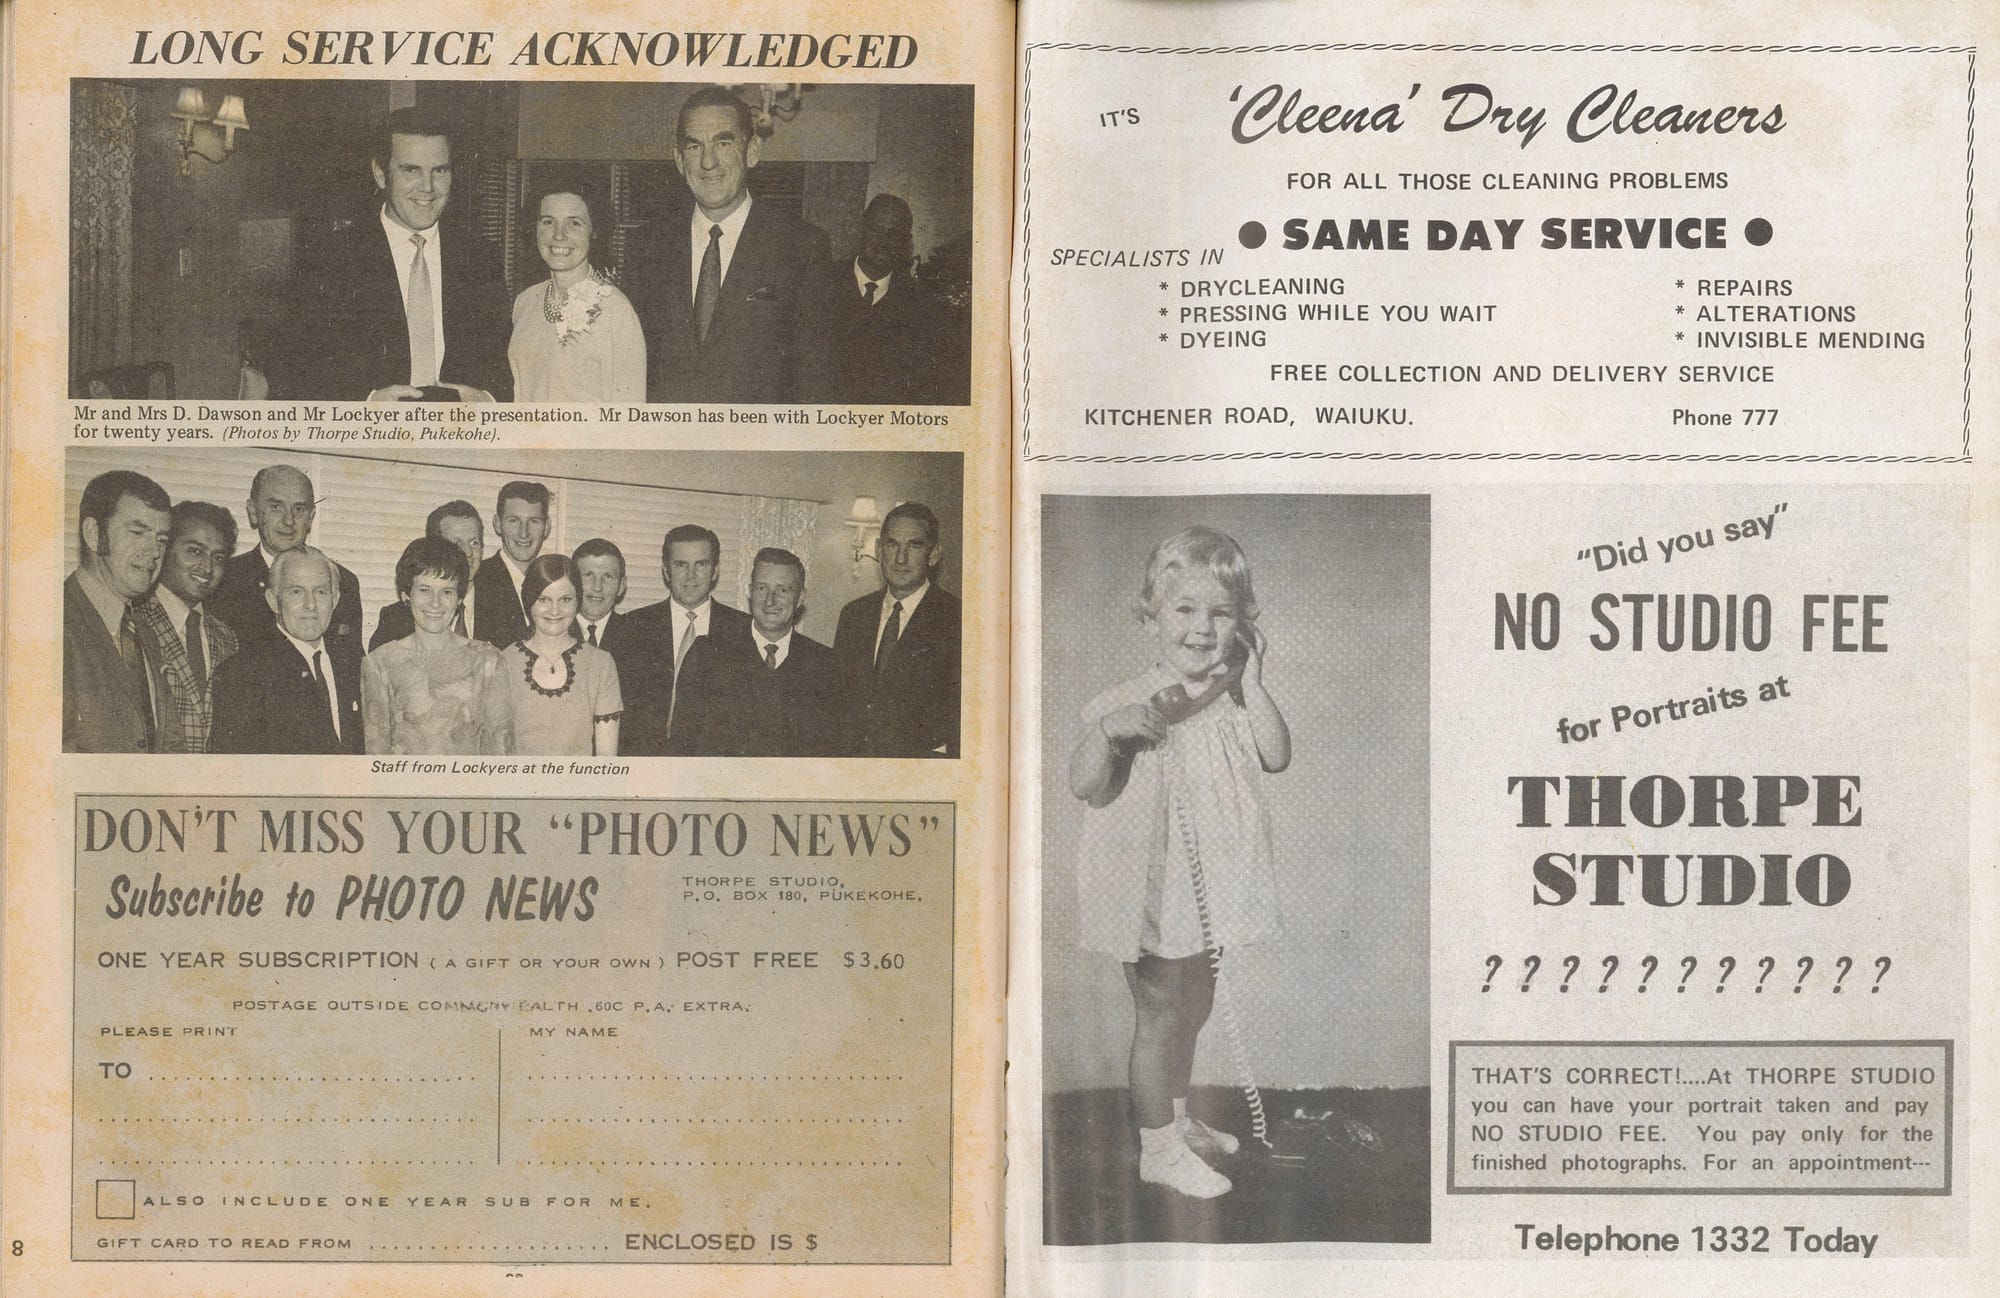 LONG SERVICE ACKNOWLEDGED
Mr and Mrs D. Dawson and Mr Lockyer after the presentation. Mr Dawson has been with Lockyer Motors
for twenty years. (Photos by Thorpe Studio, Pukekohe).
Staff from Lockyers at the function
DON'T MISS YOUR "PHOTO NEWS"
Subscribe to PHOTO NEWS
THORPE STUDIO,
P.O. BOX 180, PUKEKOHE.
ONE YEAR SUBSCRIPTION ( A GIFT OR YOUR OWN ) POST FREE $3.60
POSTAGE OUTSIDE .60C P.A. EXTRA.
PLEASE PRINT
MY NAME
TO
ALSO INCLUDE ONE YEAR SUB FOR ME.
GIFT CARD TO READ FROM .................... ENCLOSED IS $
8
IT'S 'Cleena' Dry Cleaners
FOR ALL THOSE CLEANING PROBLEMS
● SAME DAY SERVICE ●
SPECIALISTS IN
* DRYCLEANING
* PRESSING WHILE YOU WAIT
* DYEING
* REPAIRS
* ALTERATIONS
* INVISIBLE MENDING
FREE COLLECTION AND DELIVERY SERVICE
KITCHENER ROAD, WAIUKU. Phone 777
"Did you say"
NO STUDIO FEE
for Portraits at
THORPE
STUDIO
? ? ? ? ? ? ? ? ? ? ?
THAT'S CORRECT!....At THORPE STUDIO
you can have your portrait taken and pay
NO STUDIO FEE. You pay only for the
finished photographs. For an appointment---
Telephone 1332 Today